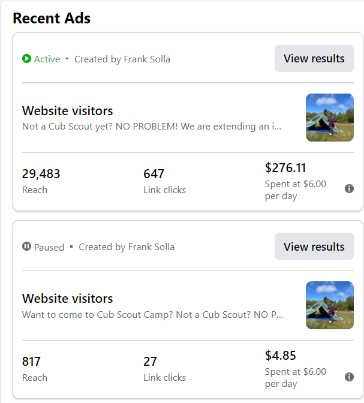 Recent Ads
Active • Created by Frank Solla
View results
Website visitors
Not a Cub Scout yet? NO PROBLEM! We are extending an i...
29,483
Reach
647
Link clicks
$276.11
Spent at $6.00
per day
Paused • Created by Frank Solla
View results
Website visitors
Want to come to Cub Scout Camp? Not a Cub Scout? NO P...
817
Reach
27
Link clicks
$4.85
Spent at $6.00
per day